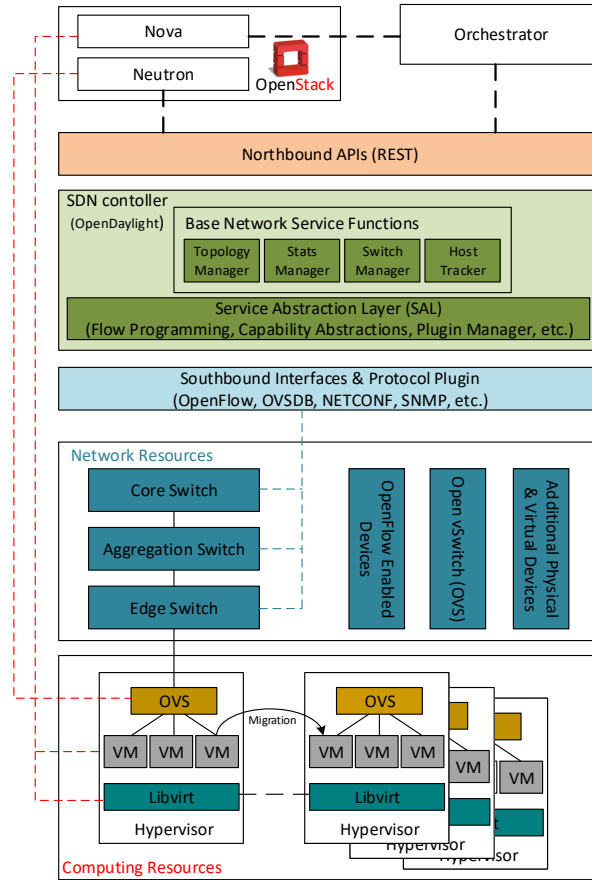 Nova
Neutron
OpenStack
Orchestrator
Northbound APIs (REST)
SDN contoller
(OpenDaylight)
Base Network Service Functions
Topology
Manager
Stats
Manager
Switch
Manager
Host
Tracker
Service Abstraction Layer (SAL)
(Flow Programming, Capability Abstractions, Plugin Manager, etc.)
Southbound Interfaces & Protocol Plugin
(OpenFlow, OVSDB, NETCONF, SNMP, etc.)
Network Resources
Core Switch
Aggregation Switch
Edge Switch
OpenFlow Enabled
Devices
Open vSwitch
(OVS)
Additional Physical
& Virtual Devices
OVS
VM
VM
VM
Libvirt
Hypervisor
Migration
OVS
VM
VM
VM
Libvirt
Hypervisor
VM
Hypervisor
VM
Hypervisor
Computing Resources